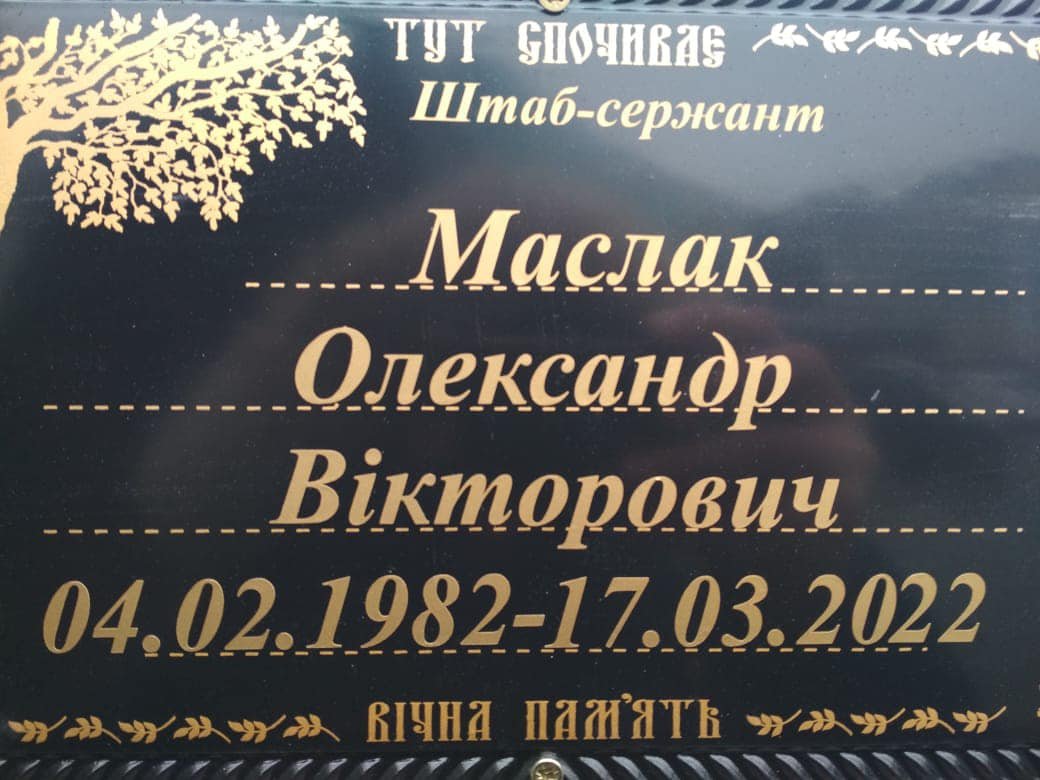 ТУТ СПОЧИВАЄ
Штаб-сержант
Маслак
Олександр
Вікторович
04.02.1982-17.03.2022
ВІЧНА ПАМ'ЯТЬ